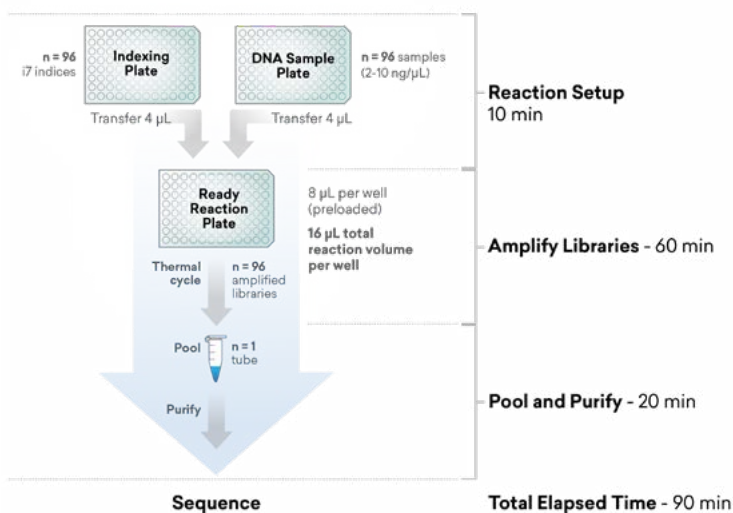 n = 96
i7 indices
Indexing
Plate
DNA Sample
Plate
n = 96 samples
(2-10 ng/µL)
Transfer 4 µL
Transfer 4 µL
Reaction Setup
10 min
Ready
Reaction
Plate
8 µL per well
(preloaded)
16 µL total
reaction volume
per well
Amplify Libraries - 60 min
Thermal
cycle
n = 96
amplified
libraries
Pool
n = 1
tube
Pool and Purify - 20 min
Purify
Sequence
Total Elapsed Time - 90 min